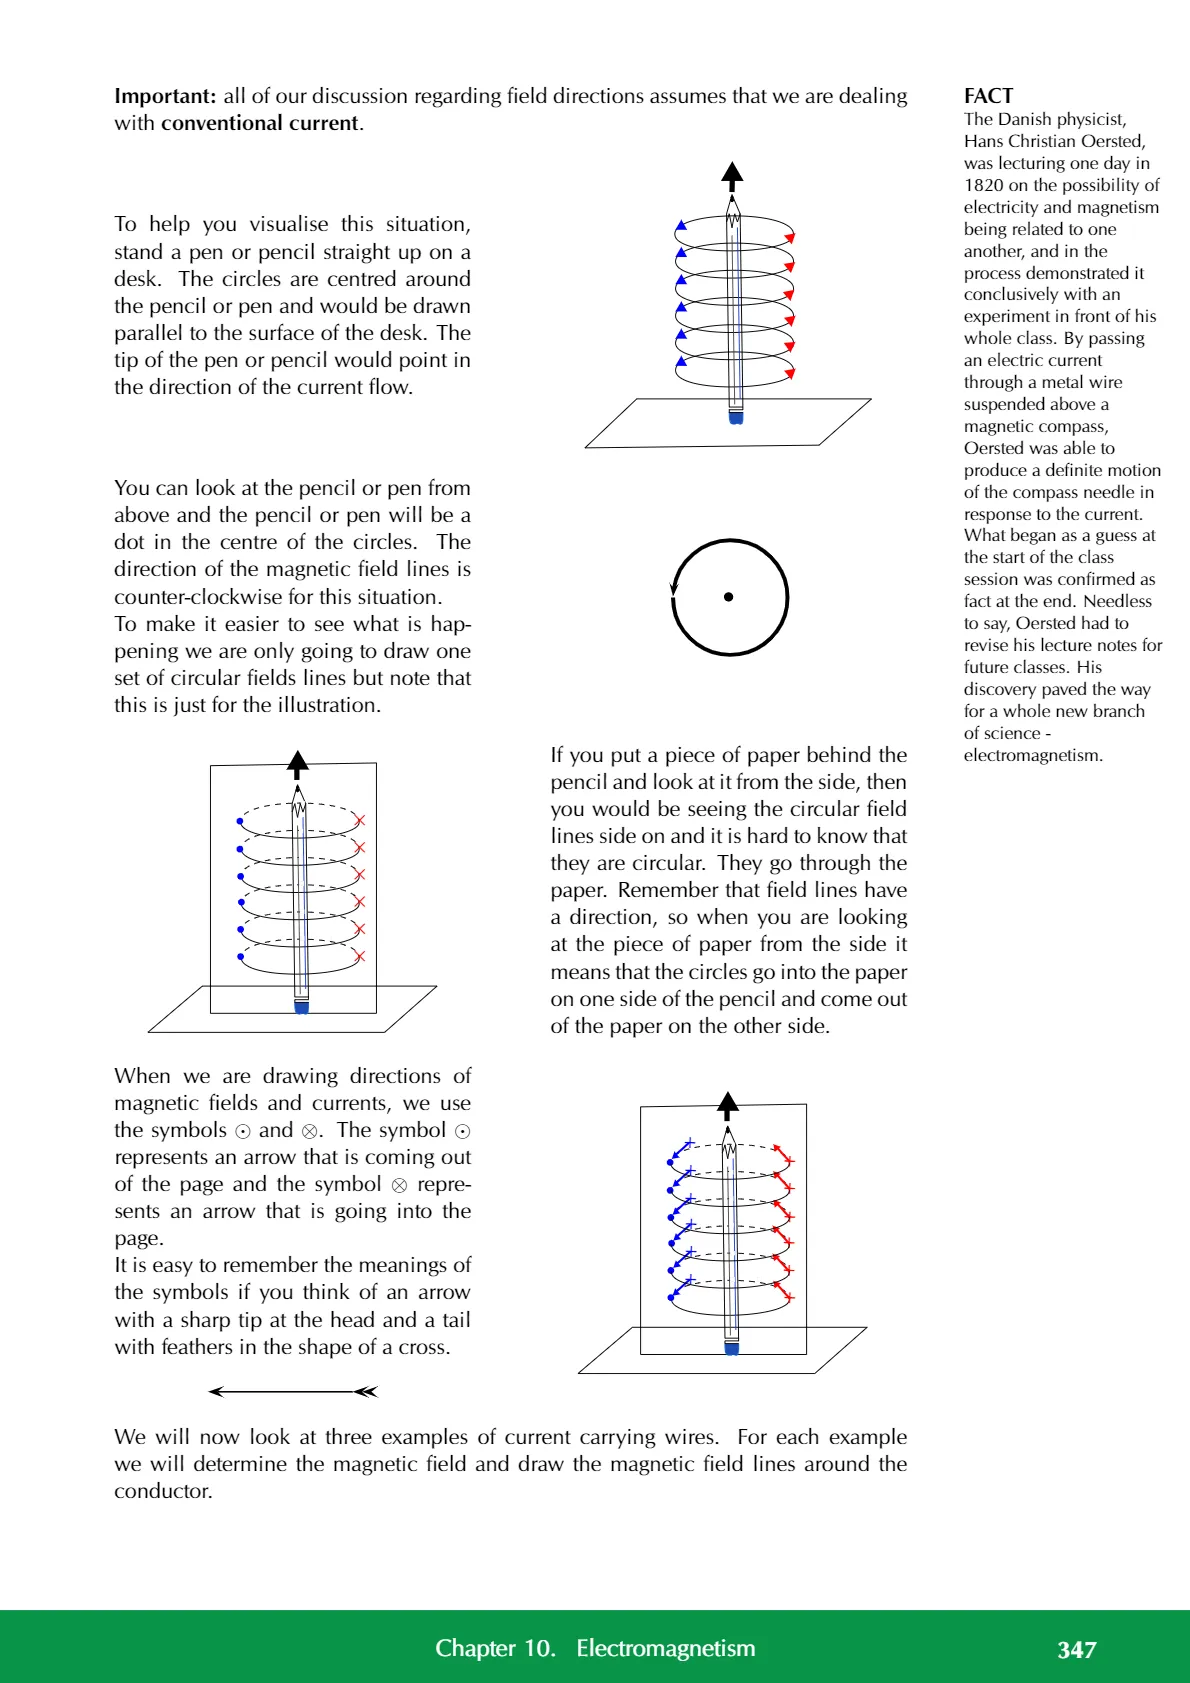 Important: all of our discussion regarding field directions assumes that we are dealing
with conventional current.
To help you visualise this situation,
stand a pen or pencil straight up on a
desk. The circles are centred around
the pencil or pen and would be drawn
parallel to the surface of the desk. The
tip of the pen or pencil would point in
the direction of the current flow.
You can look at the pencil or pen from
above and the pencil or pen will be a
dot in the centre of the circles. The
direction of the magnetic field lines is
counter-clockwise for this situation.
To make it easier to see what is hap-
pening we are only going to draw one
set of circular fields lines but note that
this is just for the illustration.
If you put a piece of paper behind the
pencil and look at it from the side, then
you would be seeing the circular field
lines side on and it is hard to know that
they are circular. They go through the
paper. Remember that field lines have
a direction, so when you are looking
at the piece of paper from the side it
means that the circles go into the paper
on one side of the pencil and come out
of the paper on the other side.
When we are drawing directions of
magnetic fields and currents, we use
the symbols ⊙ and ⊗. The symbol ⊙
represents an arrow that is coming out
of the page and the symbol ⊗ repre-
sents an arrow that is going into the
page.
It is easy to remember the meanings of
the symbols if you think of an arrow
with a sharp tip at the head and a tail
with feathers in the shape of a cross.
We will now look at three examples of current carrying wires. For each example
we will determine the magnetic field and draw the magnetic field lines around the
conductor.
FACT
The Danish physicist,
Hans Christian Oersted,
was lecturing one day in
1820 on the possibility of
electricity and magnetism
being related to one
another, and in the
process demonstrated it
conclusively with an
experiment in front of his
whole class. By passing
an electric current
through a metal wire
suspended above a
magnetic compass,
Oersted was able to
produce a definite motion
of the compass needle in
response to the current.
What began as a guess at
the start of the class
session was confirmed as
fact at the end. Needless
to say, Oersted had to
revise his lecture notes for
future classes. His
discovery paved the way
for a whole new branch
of science -
electromagnetism.
Chapter 10. Electromagnetism
347